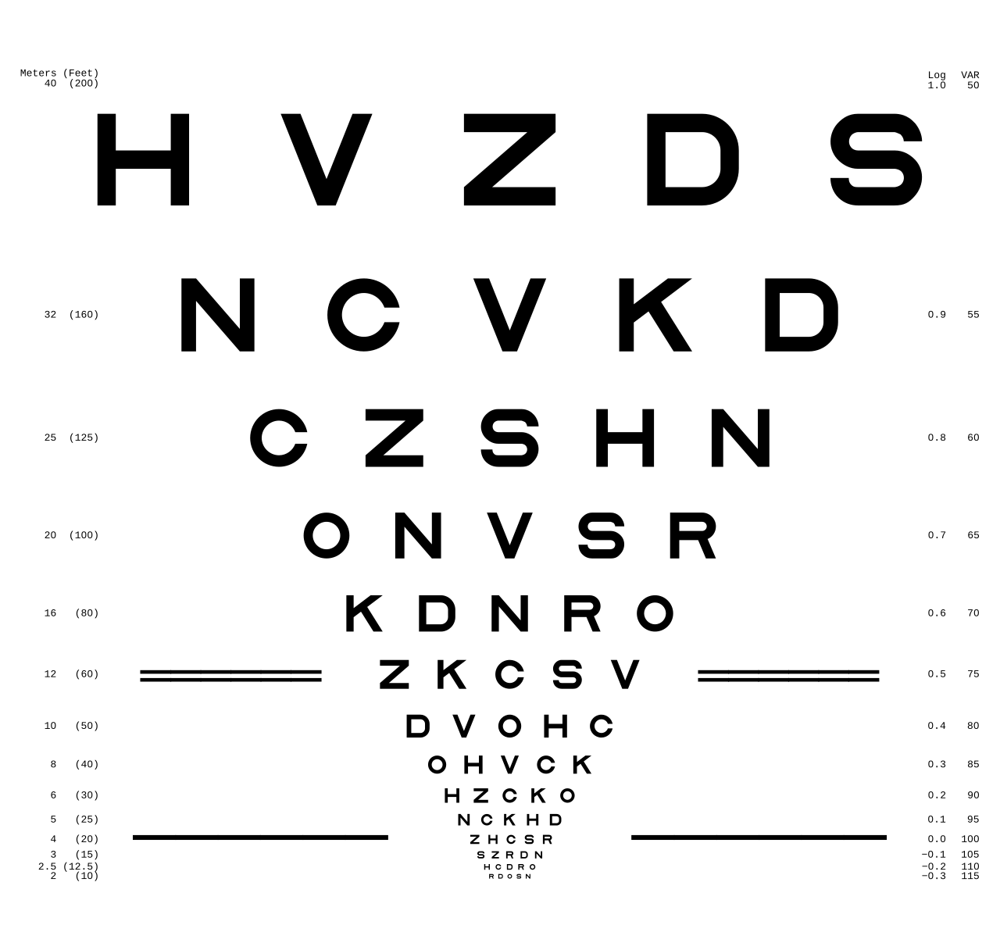 Meters (Feet) Log VAR
40 (200) 1.0 50
H V Z D S
32 (160) N C V K D 0.9 55
25 (125) C Z S H N 0.8 60
20 (100) O N V S R 0.7 65
16 (80) K D N R O 0.6 70
12 (60) Z K C S V 0.5 75
10 (50) D V O H C 0.4 80
8 (40) O H V C K 0.3 85
6 (30) H Z C K O 0.2 90
5 (25) N C K H D 0.1 95
4 (20) Z H C S R 0.0 100
3 (15) S Z R D N −0.1 105
2.5 (12.5) H C D R O −0.2 110
2 (10) R D O S N −0.3 115